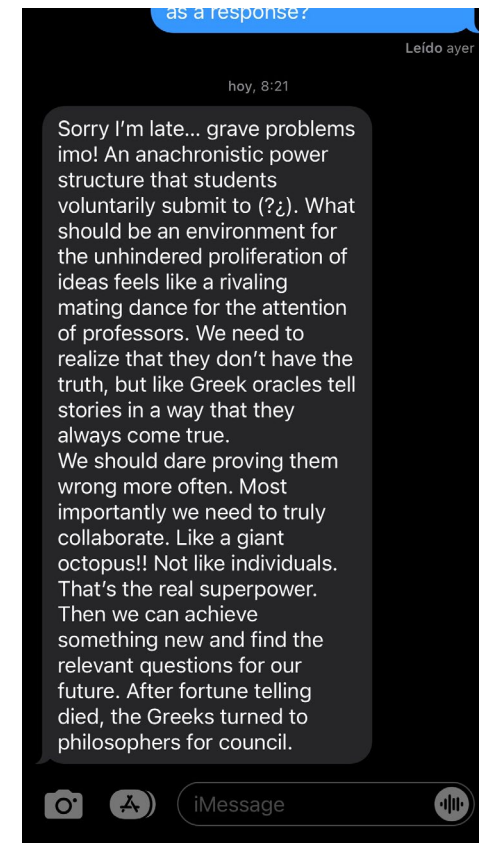 as a response?
Leído ayer
hoy, 8:21
Sorry I'm late... grave problems
imo! An anachronistic power
structure that students
voluntarily submit to (?¿). What
should be an environment for
the unhindered proliferation of
ideas feels like a rivaling
mating dance for the attention
of professors. We need to
realize that they don't have the
truth, but like Greek oracles tell
stories in a way that they
always come true.
We should dare proving them
wrong more often. Most
importantly we need to truly
collaborate. Like a giant
octopus!! Not like individuals.
That's the real superpower.
Then we can achieve
something new and find the
relevant questions for our
future. After fortune telling
died, the Greeks turned to
philosophers for council.
iMessage